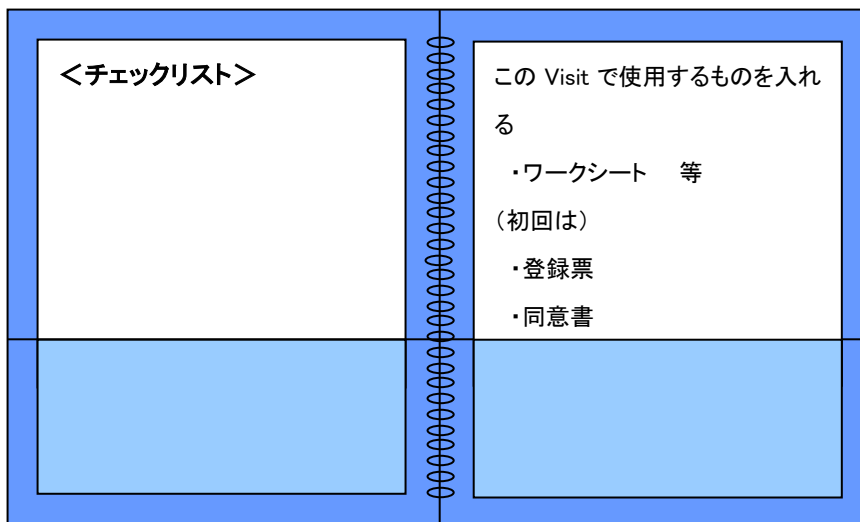 ＜チェックリスト＞
この Visit で使用するものを入れ
る
・ワークシート　等
（初回は）
・登録票
・同意書